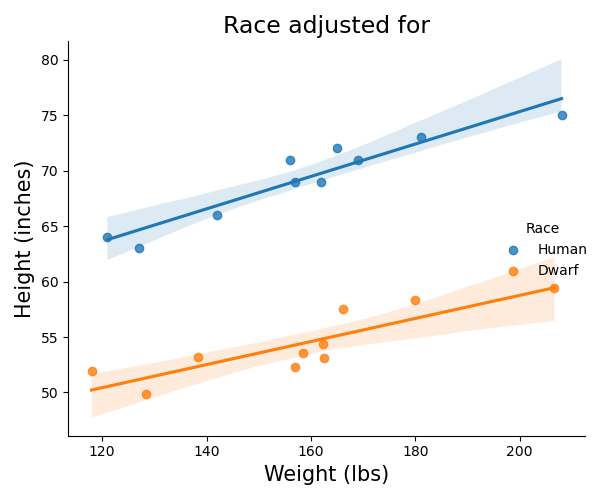 Race adjusted for
Height (inches)
80
75
70
65
60
55
50
Race
Human
Dwarf
120 140 160 180 200
Weight (lbs)